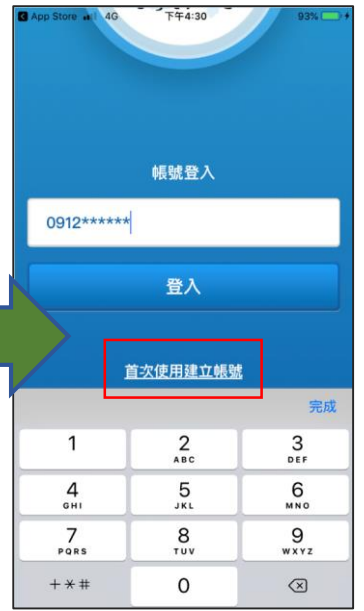 App Store 4G 下午4:30 93%
帳號登入
0912******
登入
首次使用建立帳號
完成
1 2 3
ABC DEF
4 5 6
GHI JKL MNO
7 8 9
PQRS TUV WXYZ
+*# 0